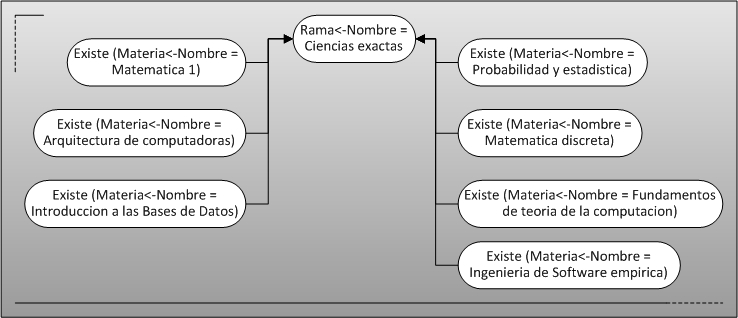 Rama<-Nombre =
Ciencias exactas
Existe (Materia<-Nombre =
Matematica 1)
Existe (Materia<-Nombre =
Arquitectura de computadoras)
Existe (Materia<-Nombre =
Introduccion a las Bases de Datos)
Existe (Materia<-Nombre =
Probabilidad y estadistica)
Existe (Materia<-Nombre =
Matematica discreta)
Existe (Materia<-Nombre = Fundamentos
de teoria de la computacion)
Existe (Materia<-Nombre =
Ingenieria de Software empirica)